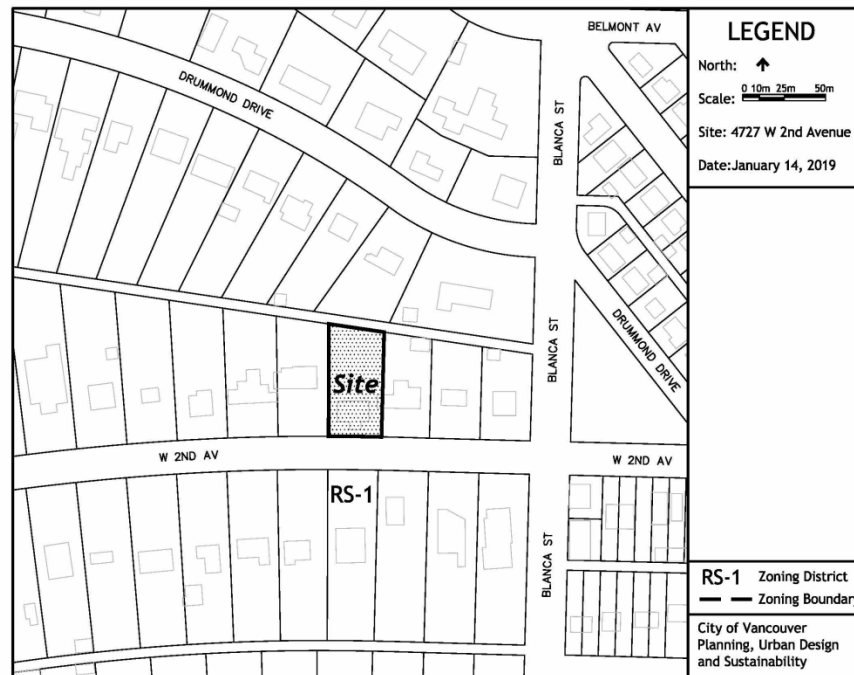 BELMONT AV
DRUMMOND DRIVE
BLANCA ST
BLANCA ST
DRUMMOND DRIVE
Site
W 2ND AV
W 2ND AV
RS-1
BLANCA ST
LEGEND
North:
Scale: 0 10m 25m 50m
Site: 4727 W 2nd Avenue
Date:January 14, 2019
RS-1 Zoning District
Zoning Boundary
City of Vancouver
Planning, Urban Design
and Sustainability